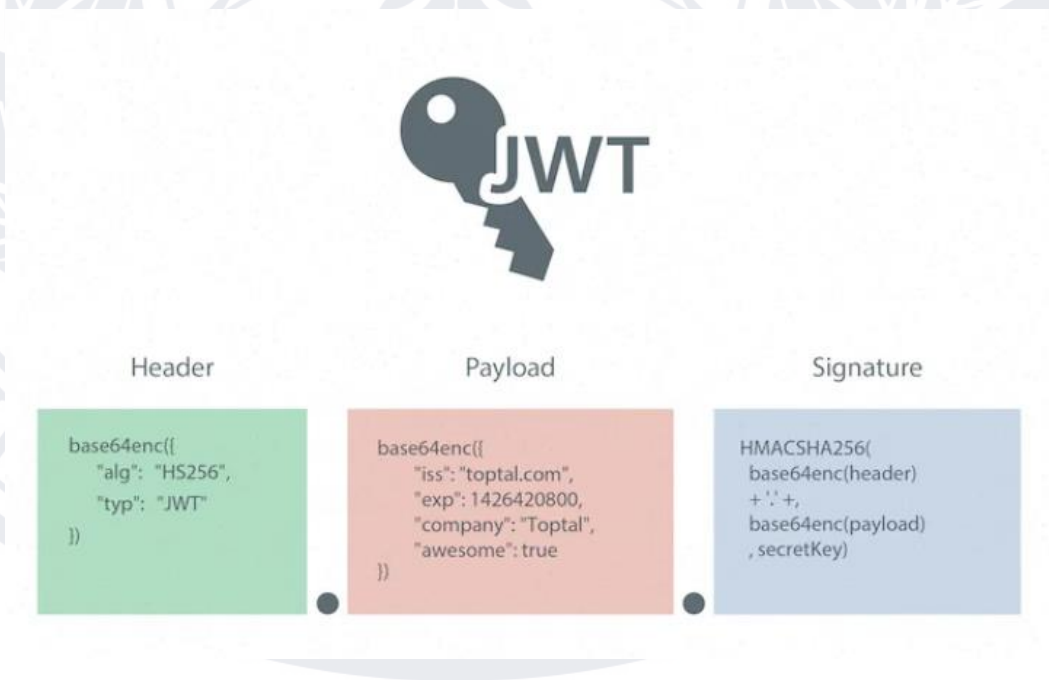 JWT
Header
Payload
Signature
base64enc({
"alg": "HS256",
"typ": "JWT"
})
base64enc({
"iss": "toptal.com",
"exp": 1426420800,
"company": "Toptal",
"awesome": true
})
HMACSHA256(
base64enc(header)
+ '.' +,
base64enc(payload)
, secretKey)